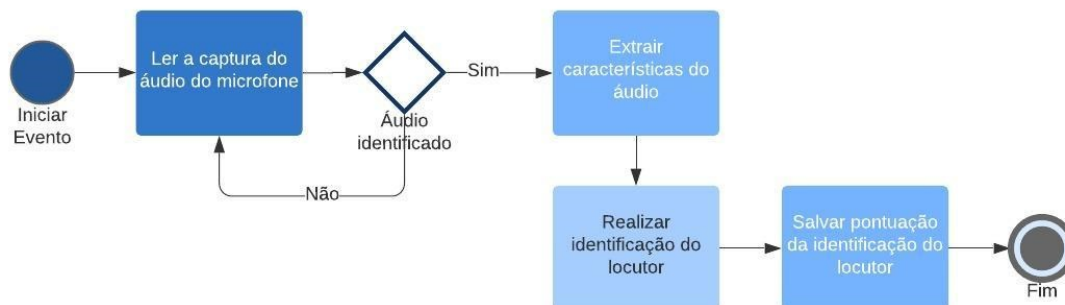 Iniciar
Evento
Ler a captura do
áudio do microfone
Áudio
identificado
Sim
Não
Extrair
características do
áudio
Realizar
identificação do
locutor
Salvar pontuação
da identificação do
locutor
Fim